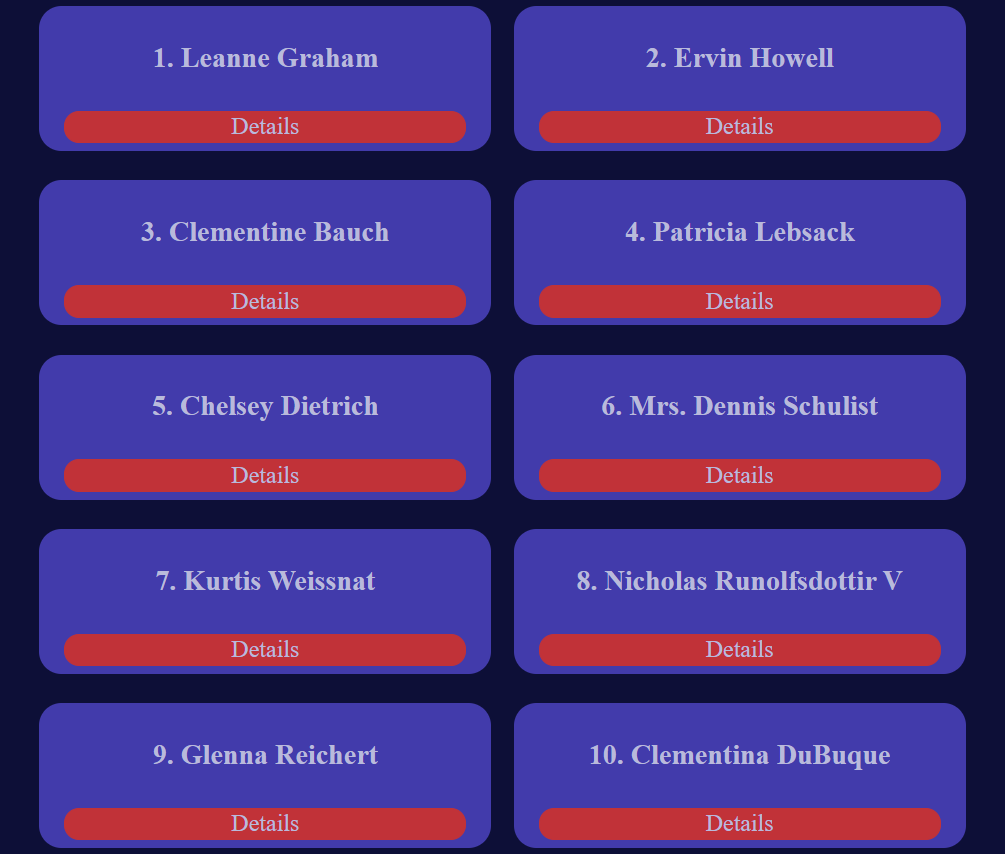 1. Leanne Graham
Details
2. Ervin Howell
Details
3. Clementine Bauch
Details
4. Patricia Lebsack
Details
5. Chelsey Dietrich
Details
6. Mrs. Dennis Schulist
Details
7. Kurtis Weissnat
Details
8. Nicholas Runolfsdottir V
Details
9. Glenna Reichert
Details
10. Clementina DuBuque
Details